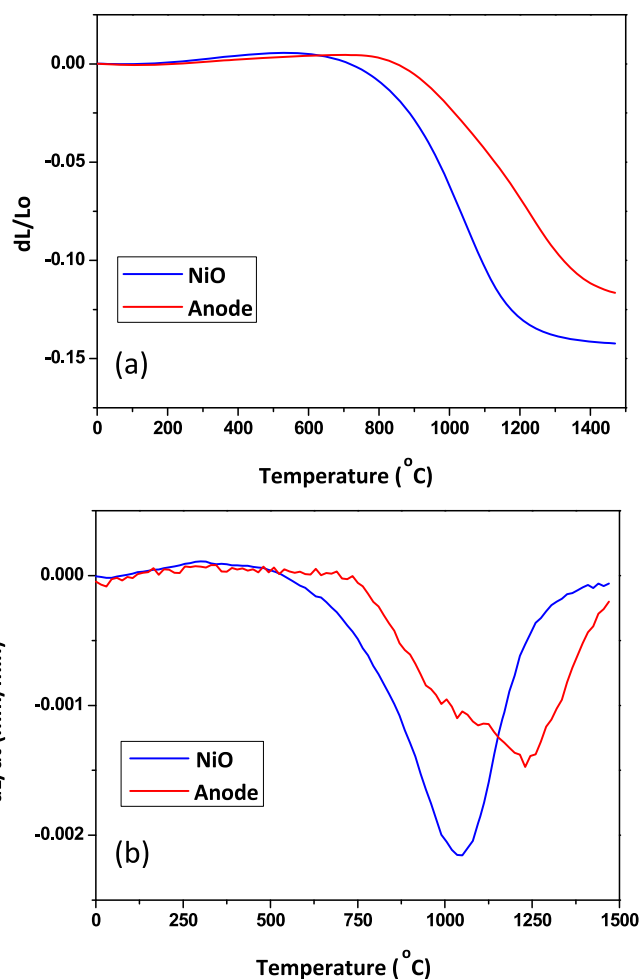 0.00
-0.05
-0.10
-0.15
dL/Lo
NiO
Anode
(a)
0 200 400 600 800 1000 1200 1400
Temperature (°C)
0.000
-0.001
-0.002
NiO
Anode
(b)
0 250 500 750 1000 1250 1500
Temperature (°C)